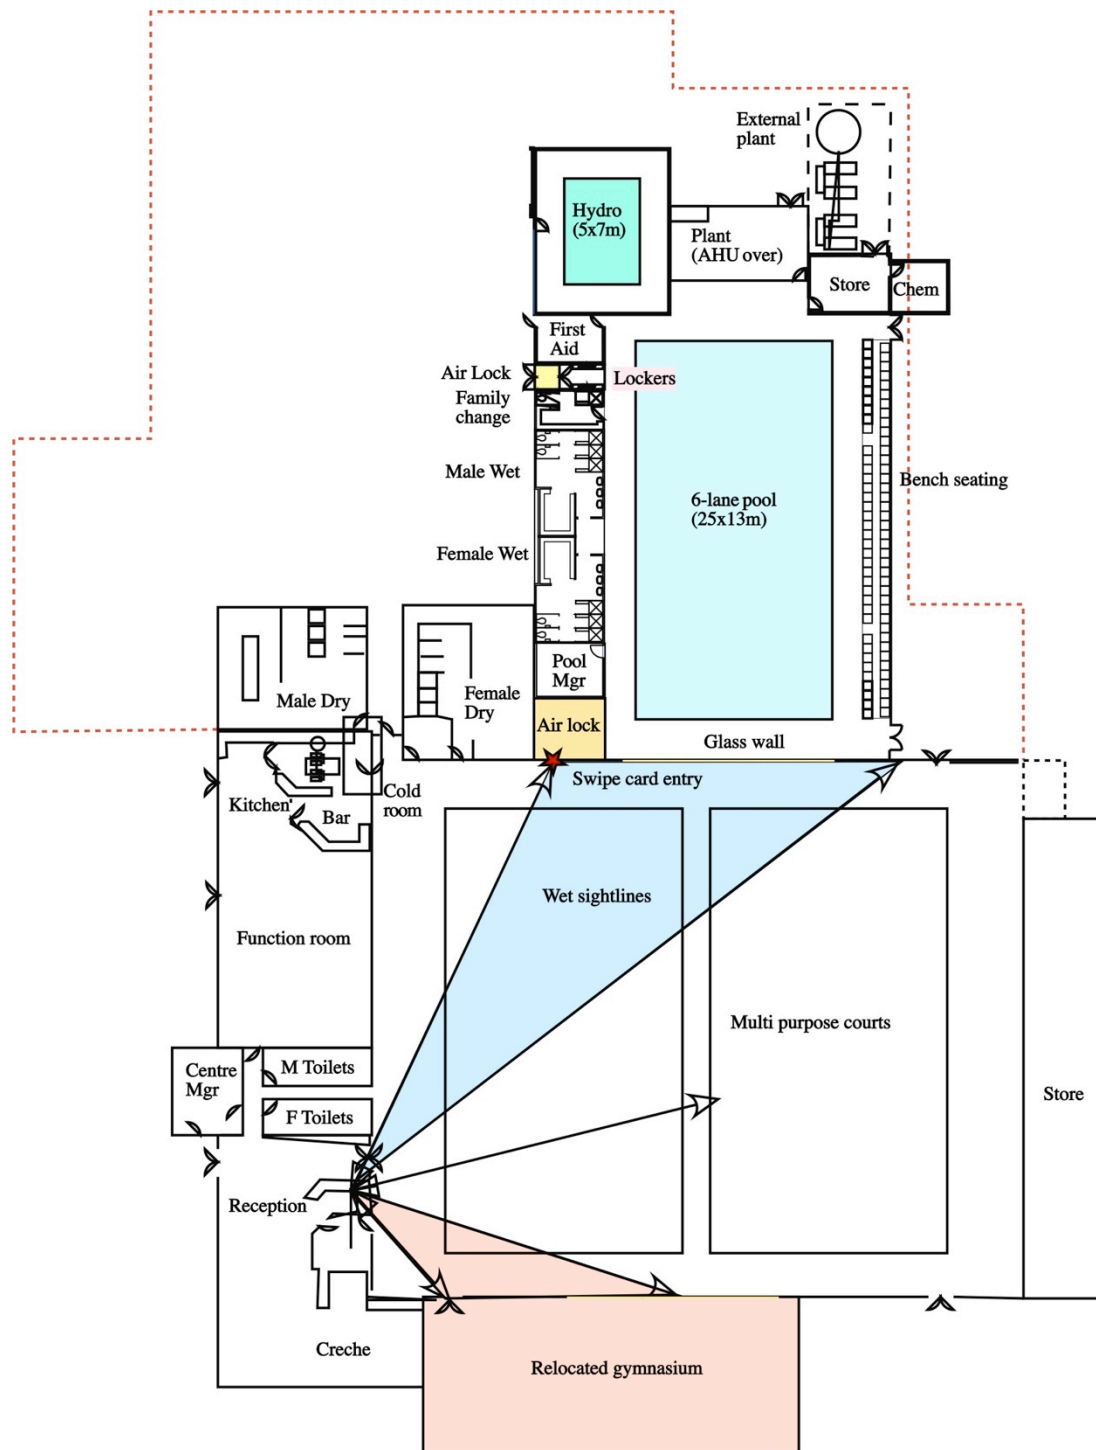 External
plant
Hydro
(5x7m)
Plant
(AHU over)
Store
Chem
First
Aid
Air Lock
Lockers
Family
change
Male Wet
6-lane pool
(25x13m)
Bench seating
Female Wet
Pool
Mgr
Male Dry
Female
Dry
Air lock
Glass wall
Swipe card entry
Kitchen
Cold
room
Bar
Wet sightlines
Function room
Multi purpose courts
Centre
Mgr
M Toilets
F Toilets
Store
Reception
Creche
Relocated gymnasium